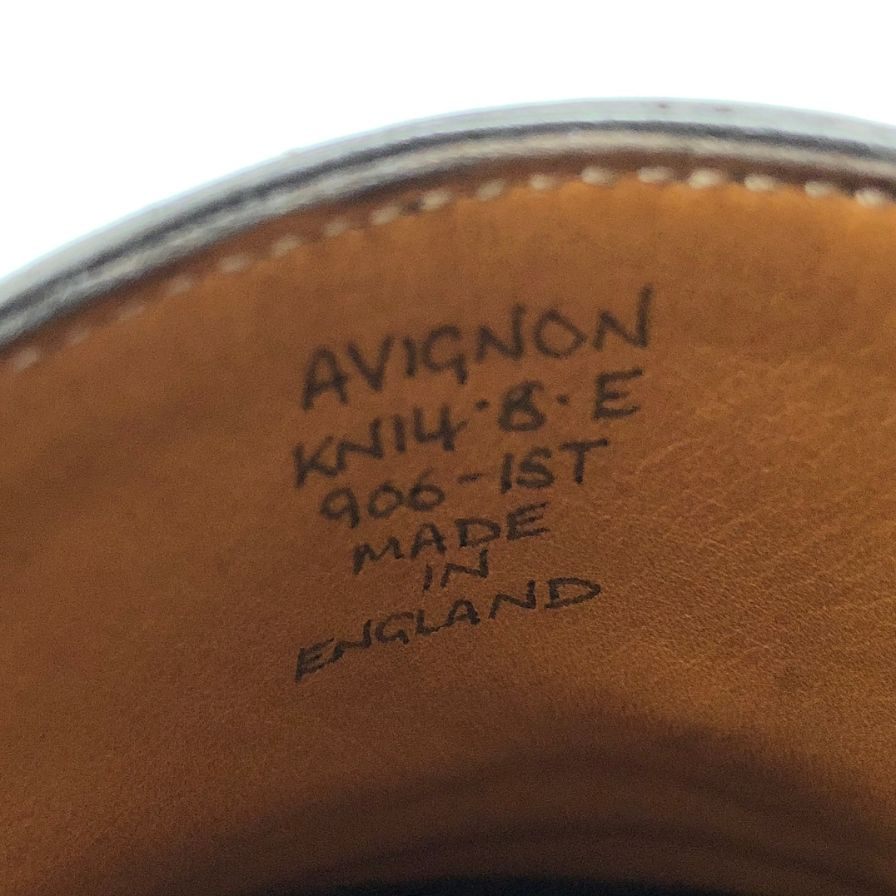 AVIGNON
KN14·8·E
906-1ST
MADE
IN
ENGLAND